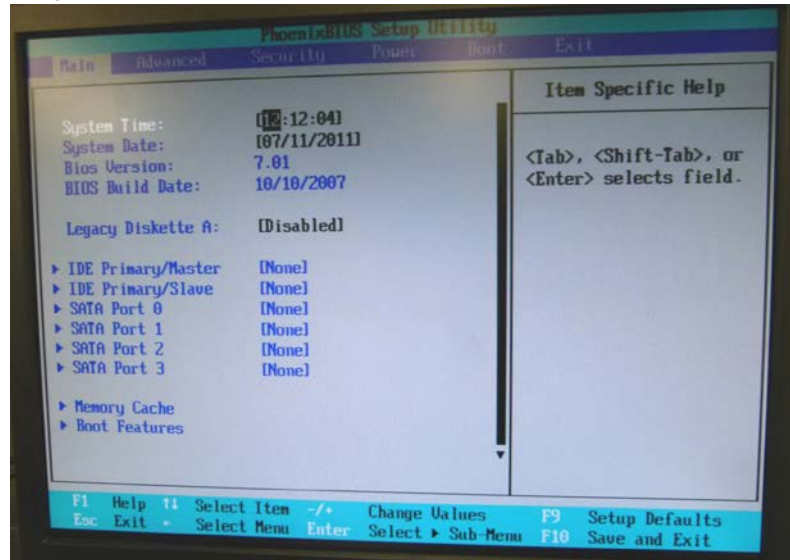 PhoenixBIOS Setup Utility
Main Advanced Security Power Boot Exit
Item Specific Help
System Time: [12:12:04]
System Date: [07/11/2011]
Bios Version: 7.01
BIOS Build Date: 10/10/2007
<Tab>, <Shift-Tab>, or
<Enter> selects field.
Legacy Diskette A: [Disabled]
IDE Primary/Master [None]
IDE Primary/Slave [None]
SATA Port 0 [None]
SATA Port 1 [None]
SATA Port 2 [None]
SATA Port 3 [None]
Memory Cache
Boot Features
F1 Help ↑↓ Select Item -/+ Change Values F9 Setup Defaults
Esc Exit Select Menu Enter Select ▶ Sub-Menu F10 Save and Exit